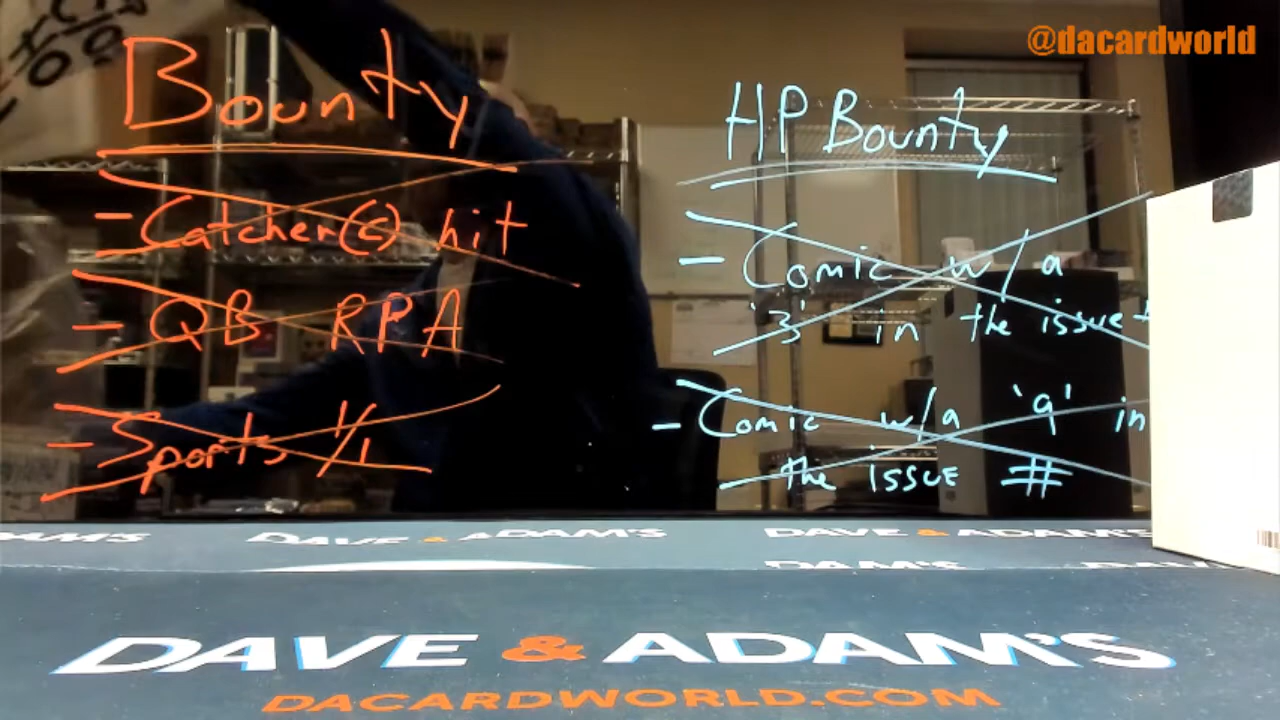 @dacardworld
Bounty
- Catcher(s) hit
- QB RPA
- Sports 1/1
HP Bounty
- Comic w/a
'3' in the issue
- Comic w/a '9' in
the issue #
DAVE & ADAM'S
DAVE & ADAM'S
DAVE & ADAM'S
DACARDWORLD.COM